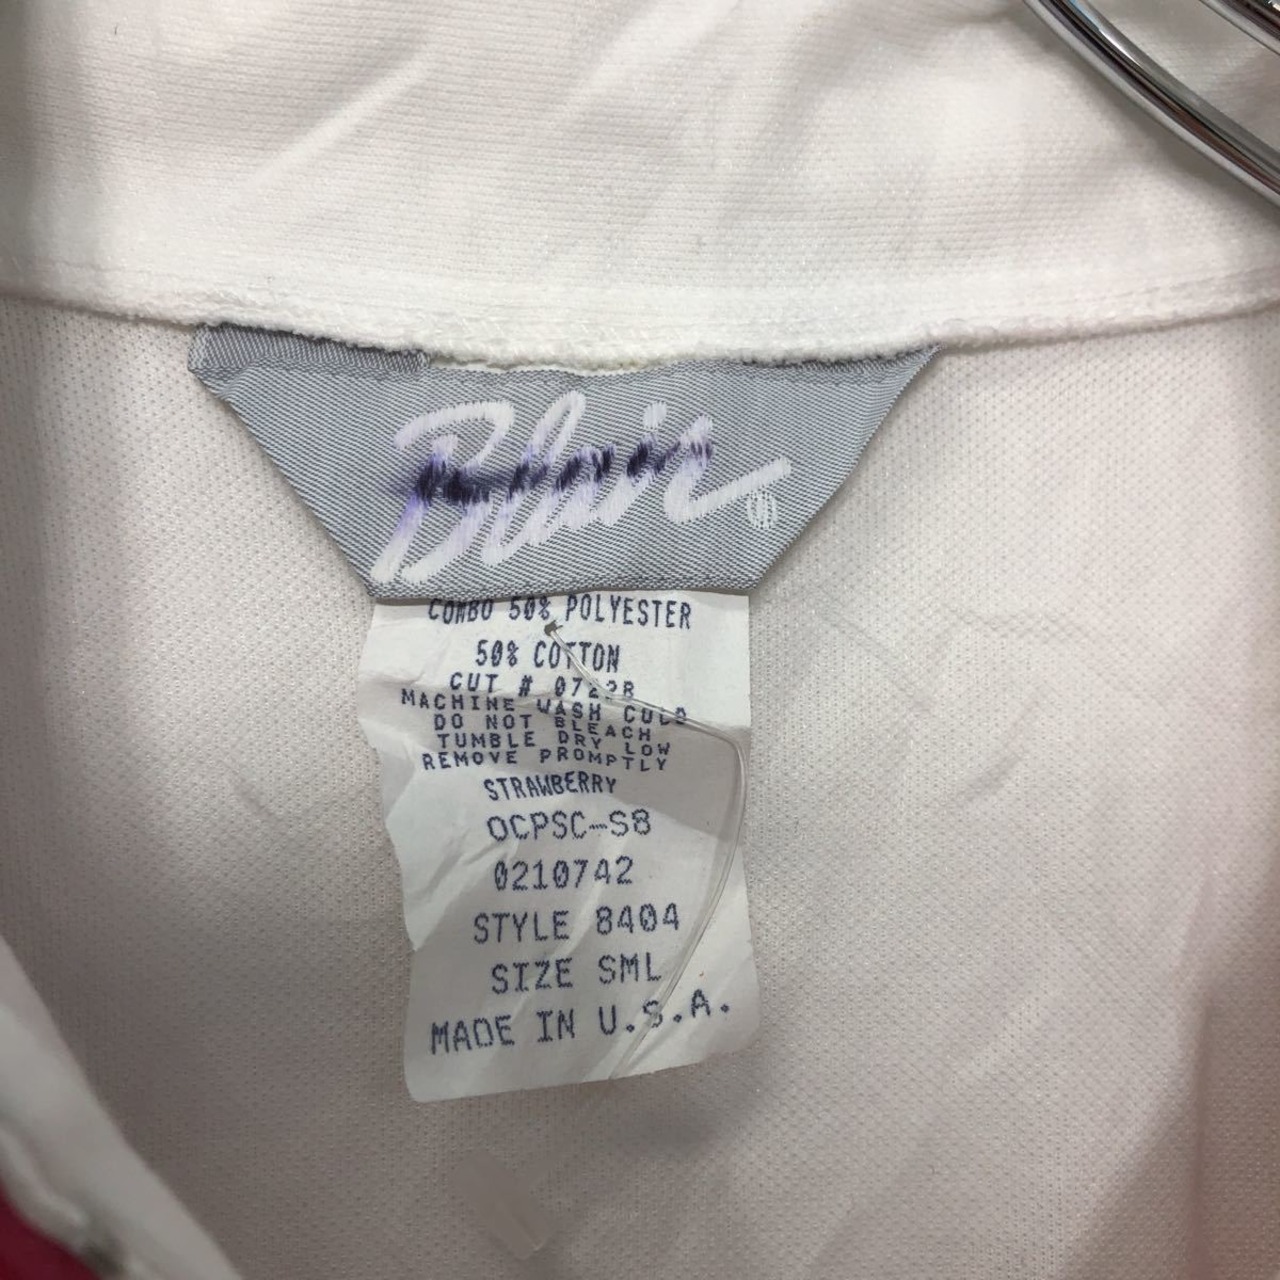 Blair®
COMBO 50% POLYESTER
50% COTTON
CUT # 
MACHINE WASH COLD
DO NOT BLEACH
TUMBLE DRY LOW
REMOVE PROMPTLY
STRAWBERRY
OCPSC-S8
0210742
STYLE 8404
SIZE SML
MADE IN U.S.A.